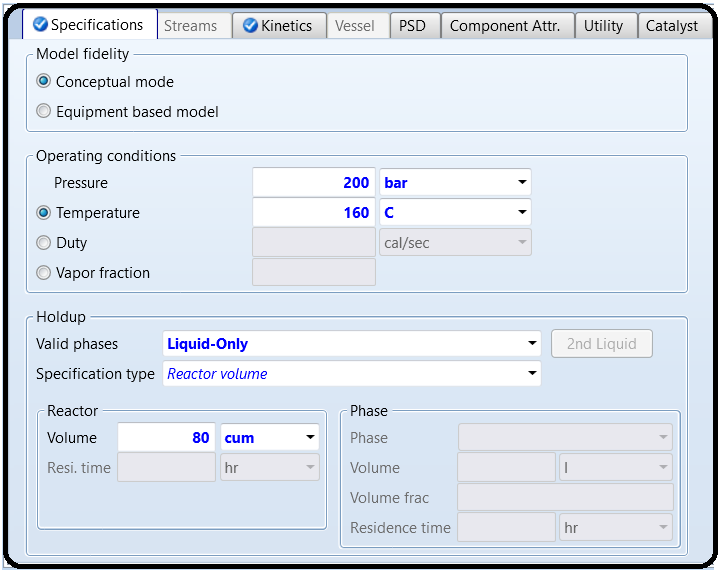 Specifications Streams Kinetics Vessel PSD Component Attr. Utility Catalyst
Model fidelity
Conceptual mode
Equipment based model
Operating conditions
Pressure 200 bar
Temperature 160 C
Duty cal/sec
Vapor fraction
Holdup
Valid phases Liquid-Only 2nd Liquid
Specification type Reactor volume
Reactor
Volume 80 cum
Resi. time hr
Phase
Phase
Volume l
Volume frac
Residence time hr